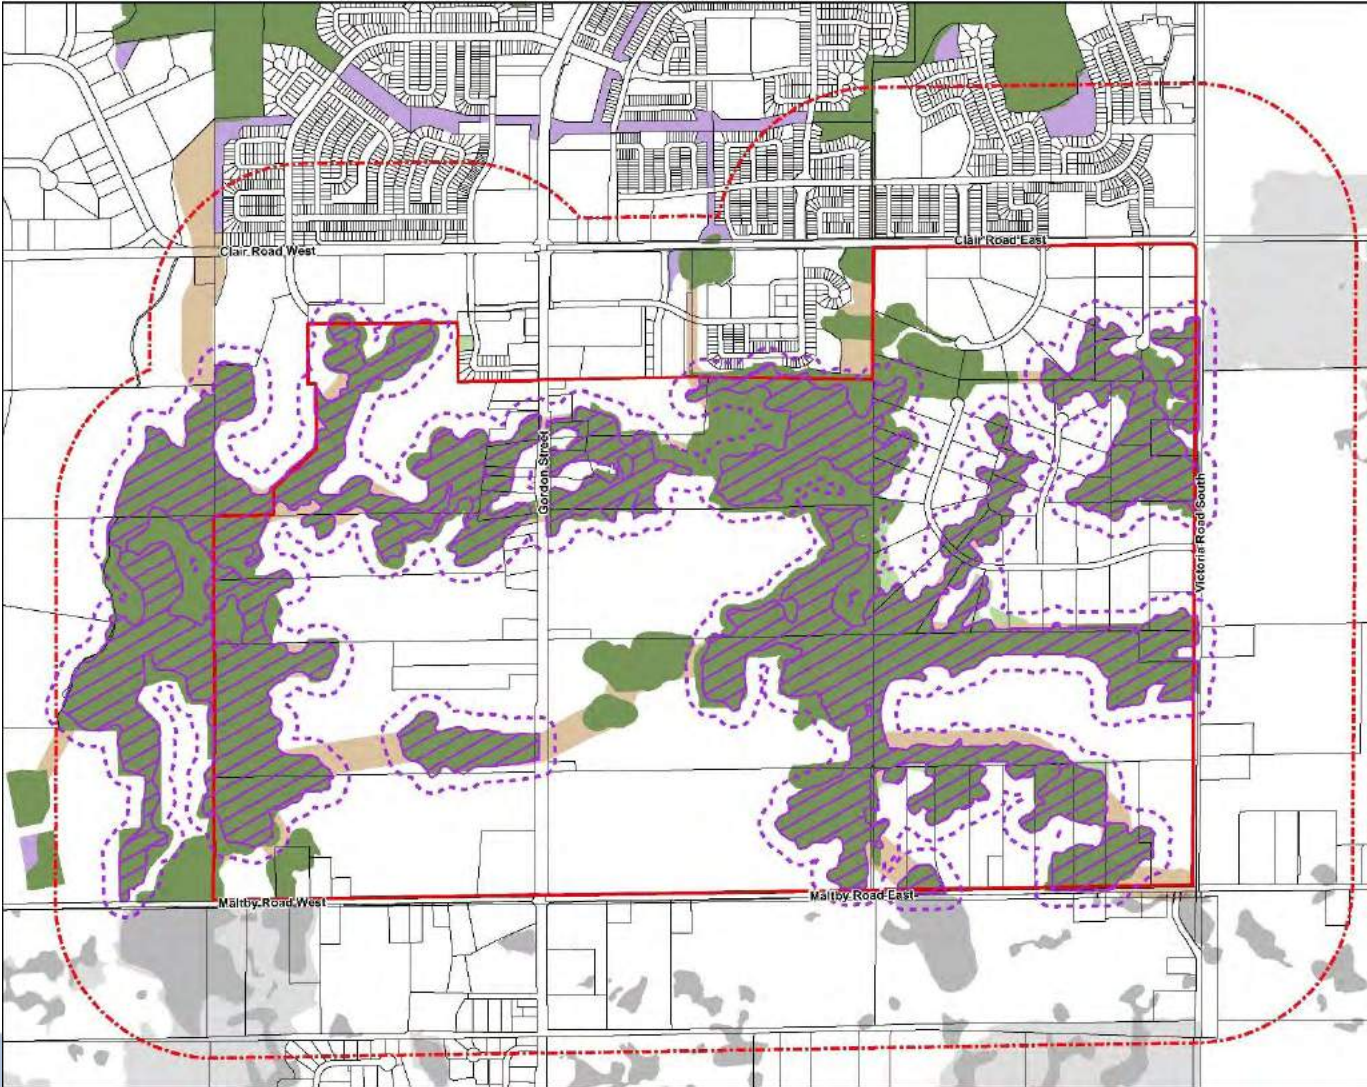 Clair Road East
Clair Road West
Gordon Street
Victoria Road South
Maltby Road East
Maltby Road West